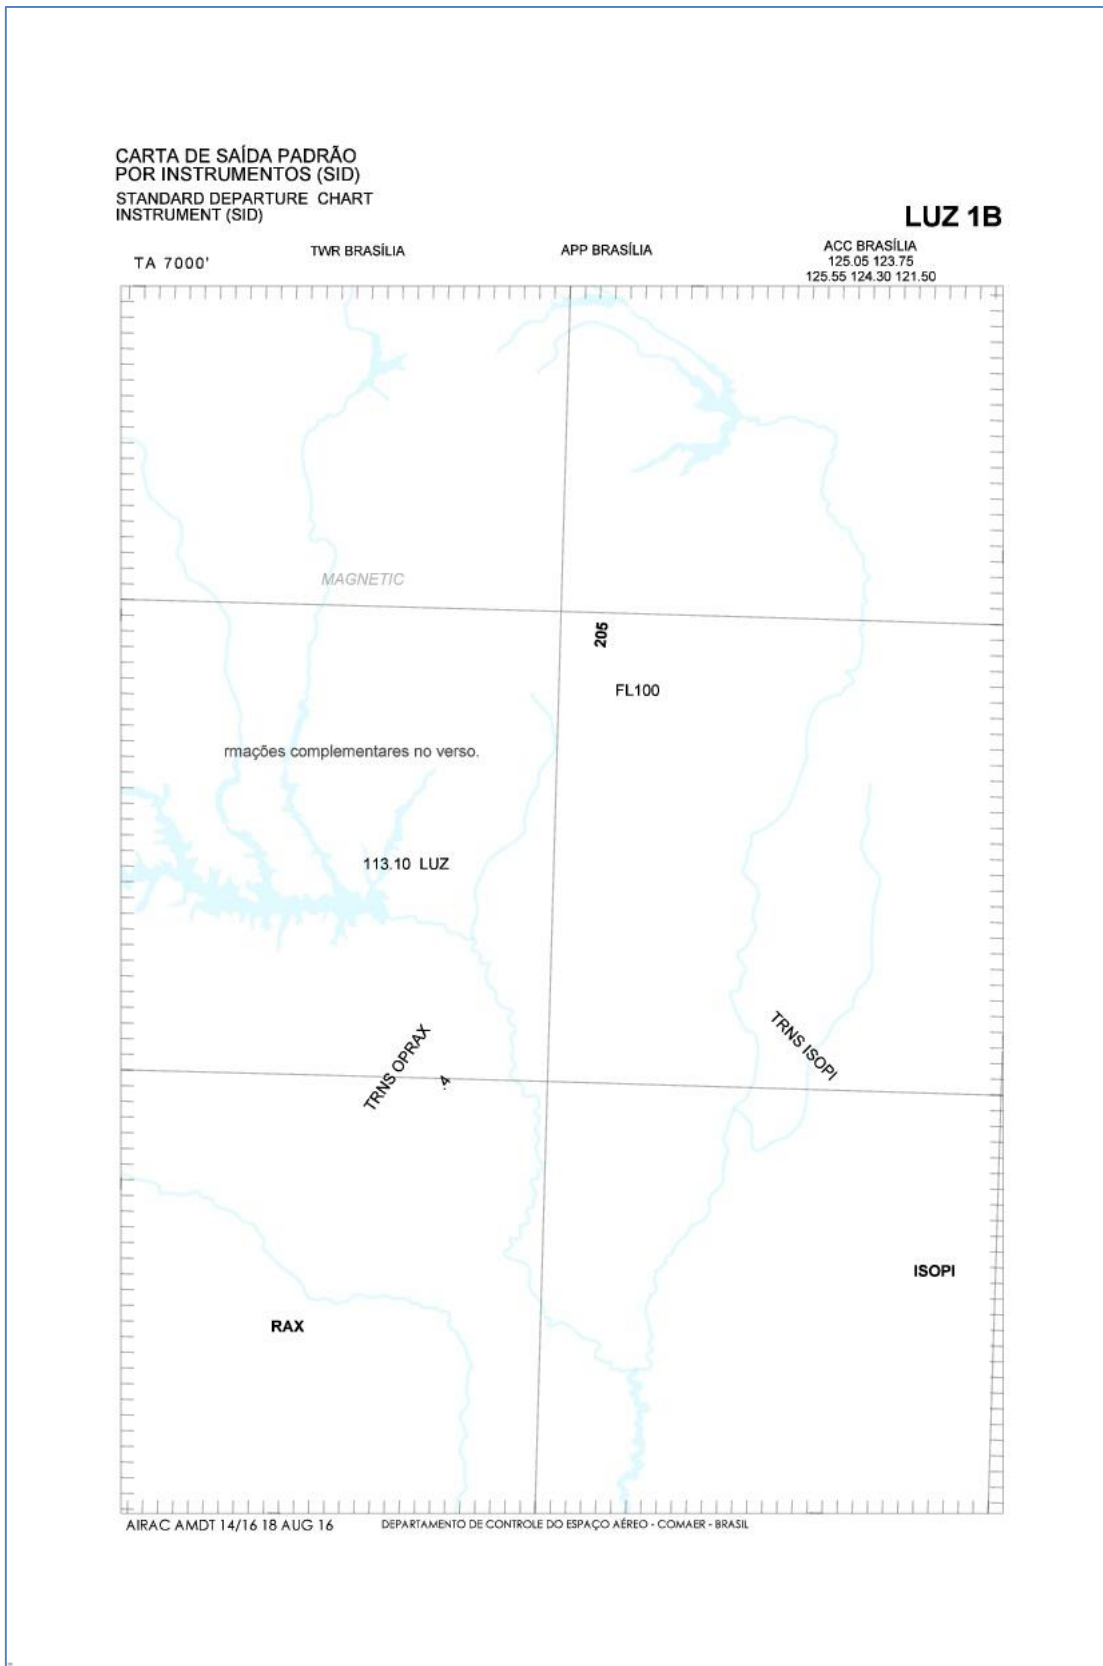 CARTA DE SAÍDA PADRÃO
POR INSTRUMENTOS (SID)
STANDARD DEPARTURE CHART
INSTRUMENT (SID)
LUZ 1B
TA 7000'
TWR BRASÍLIA
APP BRASÍLIA
ACC BRASÍLIA
125.05 123.75
125.55 124.30 121.50
MAGNETIC
205
FL100
rmações complementares no verso.
113.10 LUZ
TRNS OPRAX
.4
TRNS ISOPI
ISOPI
RAX
AIRAC AMDT 14/16 18 AUG 16
DEPARTAMENTO DE CONTROLE DO ESPAÇO AÉREO - COMAER - BRASIL